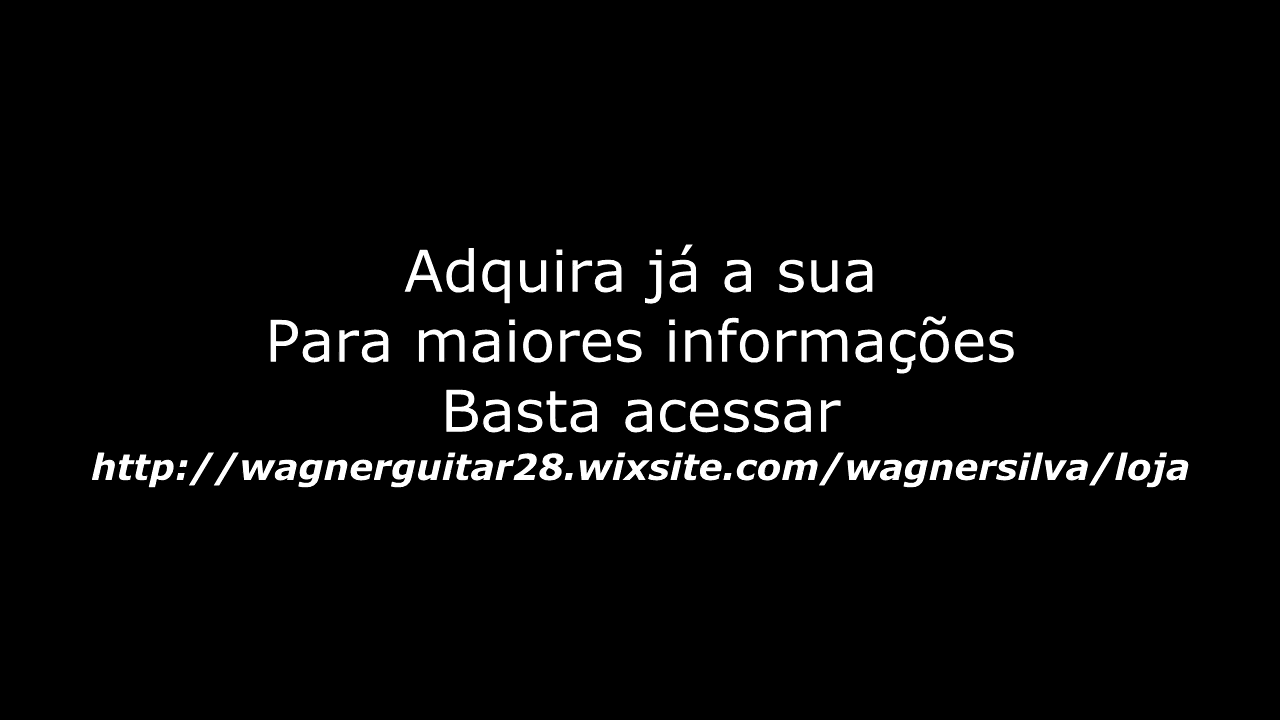 Adquira já a sua
Para maiores informações
Basta acessar
http://wagnerguitar28.wixsite.com/wagnersilva/loja